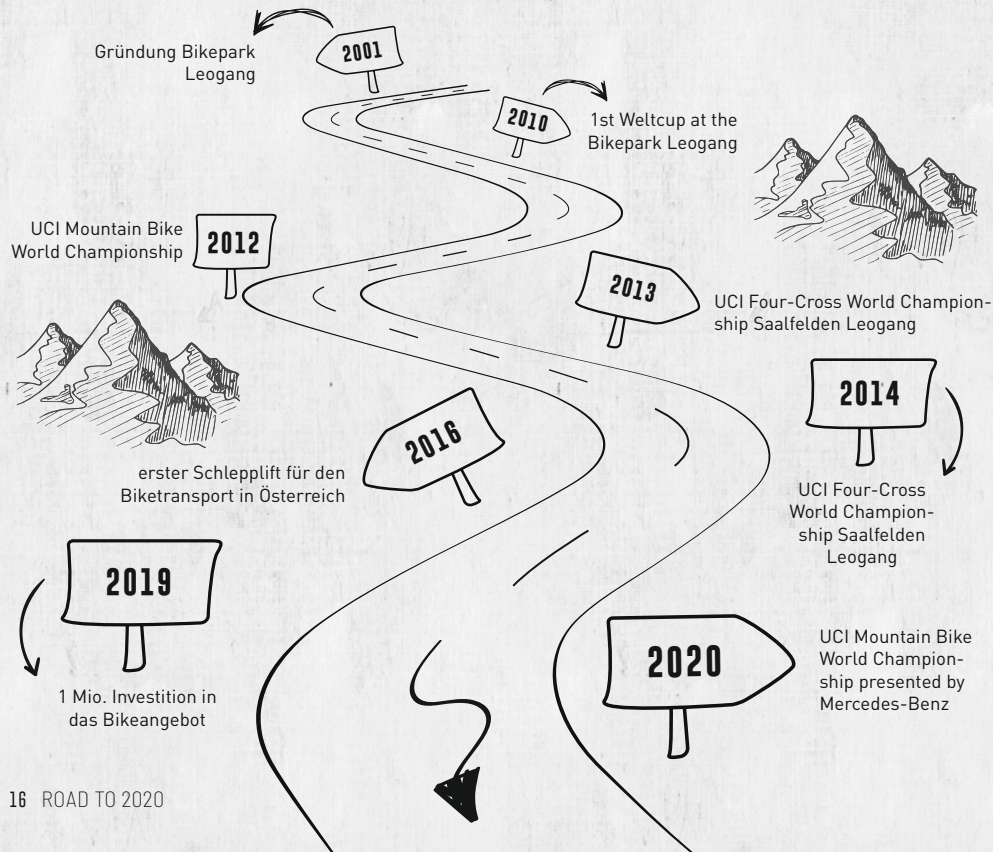 2001
Gründung Bikepark
Leogang
2010
1st Weltcup at the
Bikepark Leogang
2012
UCI Mountain Bike
World Championship
2013
UCI Four-Cross World Champion-
ship Saalfelden Leogang
2014
UCI Four-Cross
World Champion-
ship Saalfelden
Leogang
2016
erster Schlepplift für den
Biketransport in Österreich
2019
1 Mio. Investition in
das Bikeangebot
2020
UCI Mountain Bike
World Champion-
ship presented by
Mercedes-Benz
16 ROAD TO 2020